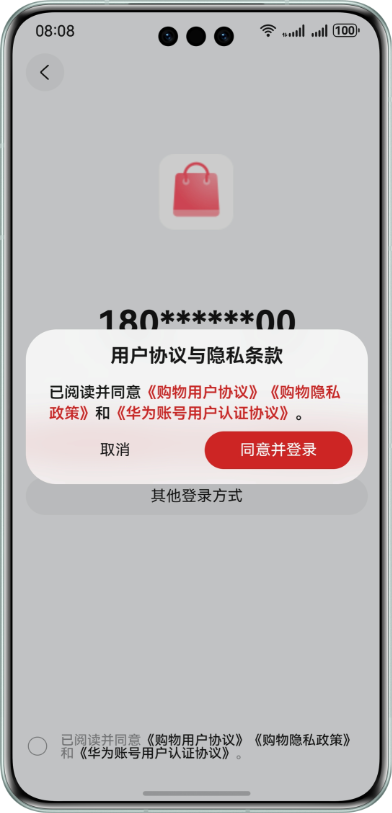 08:08
100
180******00
用户协议与隐私条款
已阅读并同意《购物用户协议》《购物隐私
政策》和《华为账号用户认证协议》。
取消
同意并登录
其他登录方式
已阅读并同意《购物用户协议》《购物隐私政策》
和《华为账号用户认证协议》。